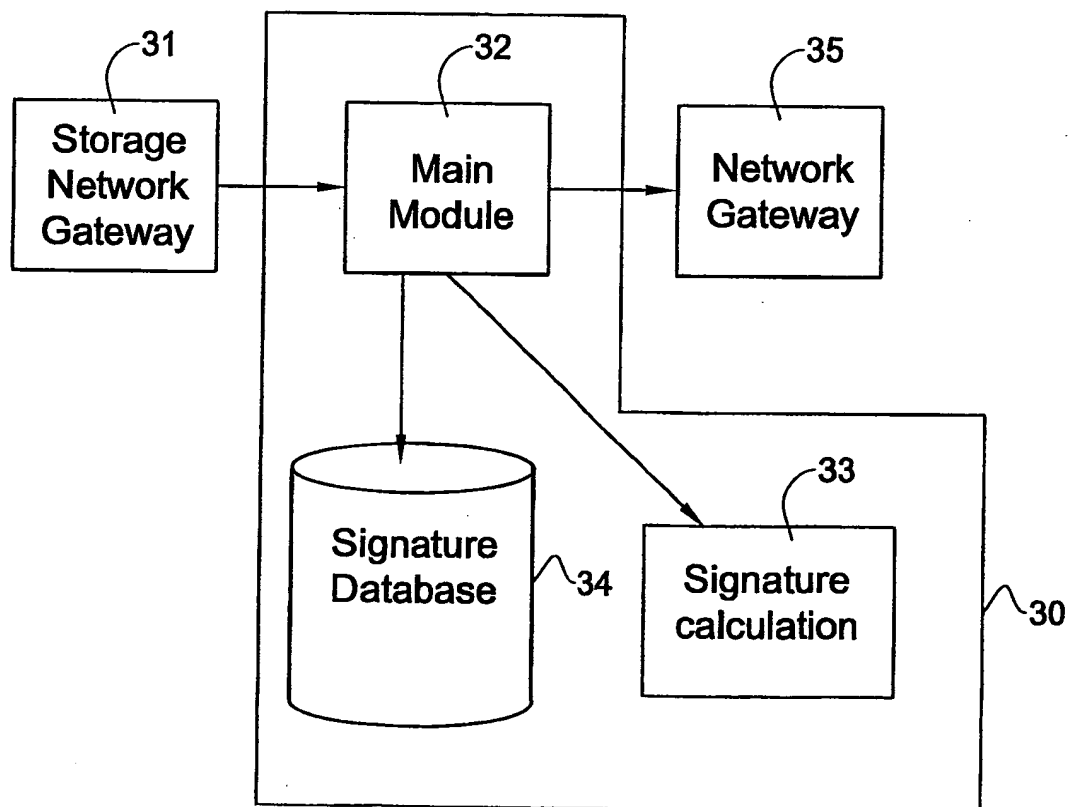 31
32
35
Storage
Network
Gateway
Main
Module
Network
Gateway
33
Signature
Database
34
Signature
calculation
30